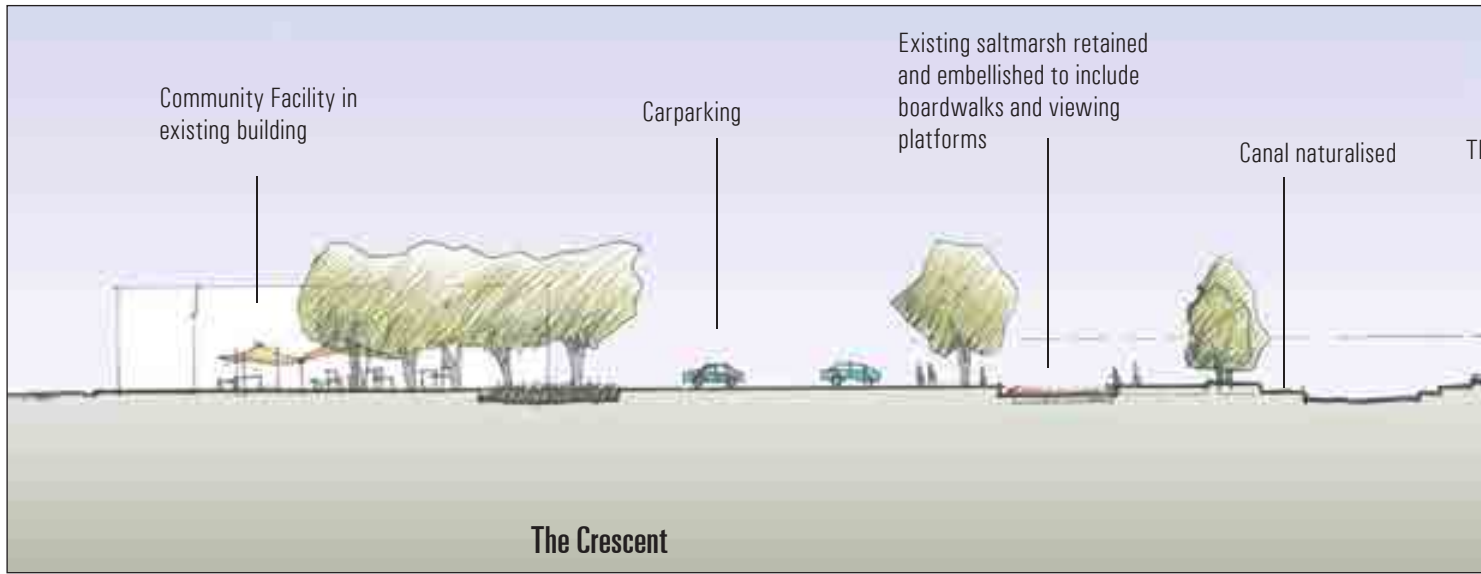 Community Facility in
existing building
Carparking
Existing saltmarsh retained
and embellished to include
boardwalks and viewing
platforms
Canal naturalised
The Crescent